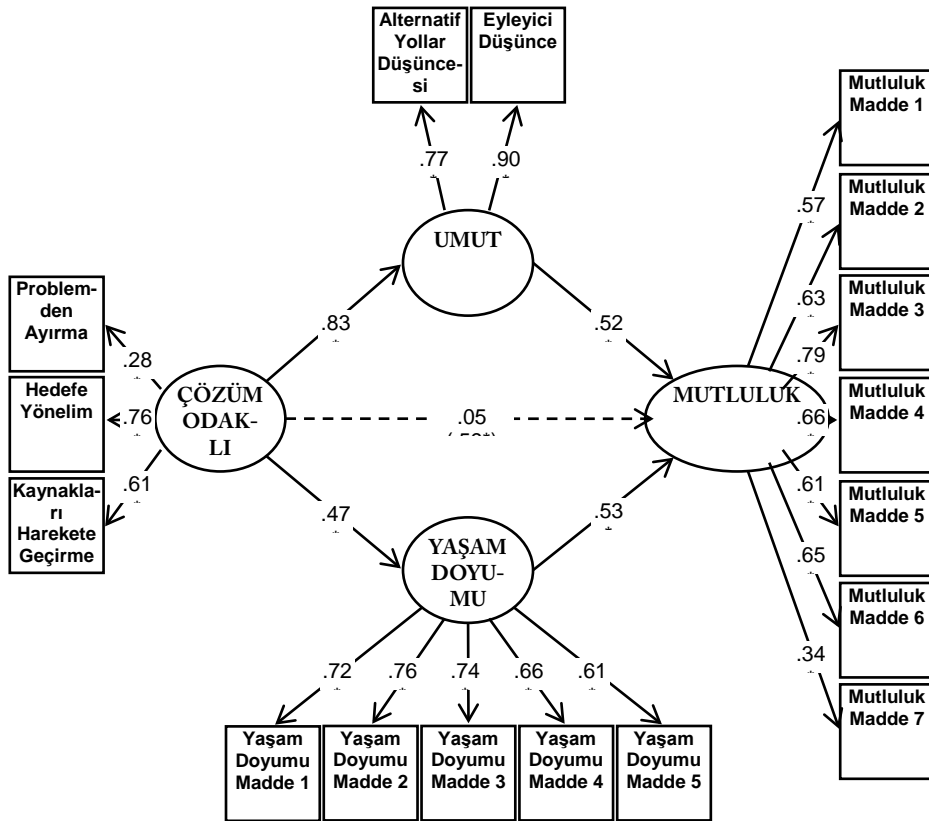 Alternatif
Yollar
Düşünce-
si
Eyleyici
Düşünce
.77
*
.90
*
UMUT
Mutluluk
Madde 1
Mutluluk
Madde 2
Mutluluk
Madde 3
Mutluluk
Madde 4
Mutluluk
Madde 5
Mutluluk
Madde 6
Mutluluk
Madde 7
.57
*
.63
*
.79
*
.66
*
.61
*
.65
*
.34
*
Problem-
den
Ayırma
Hedefe
Yönelim
Kaynakla-
rı
Harekete
Geçirme
.28
*
.76
*
.61
*
ÇÖZÜM
ODAK-
LI
.83
*
.52
*
.05
MUTLULUK
.47
*
.53
*
YAŞAM
DOYU-
MU
.72
*
.76
*
.74
*
.66
*
.61
*
Yaşam
Doyumu
Madde 1
Yaşam
Doyumu
Madde 2
Yaşam
Doyumu
Madde 3
Yaşam
Doyumu
Madde 4
Yaşam
Doyumu
Madde 5